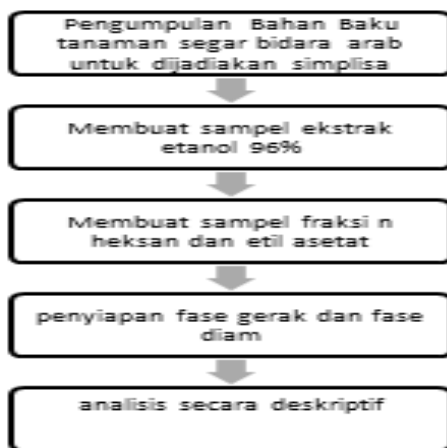 Pengumpulan Bahan Baku
tanaman segar bidara arab
untuk dijadiakan simplisa
Membuat sampel ekstrak
etanol 96%
Membuat sampel fraksi n
heksan dan etil asetat
penyiapan fase gerak dan fase
diam
analisis secara deskriptif